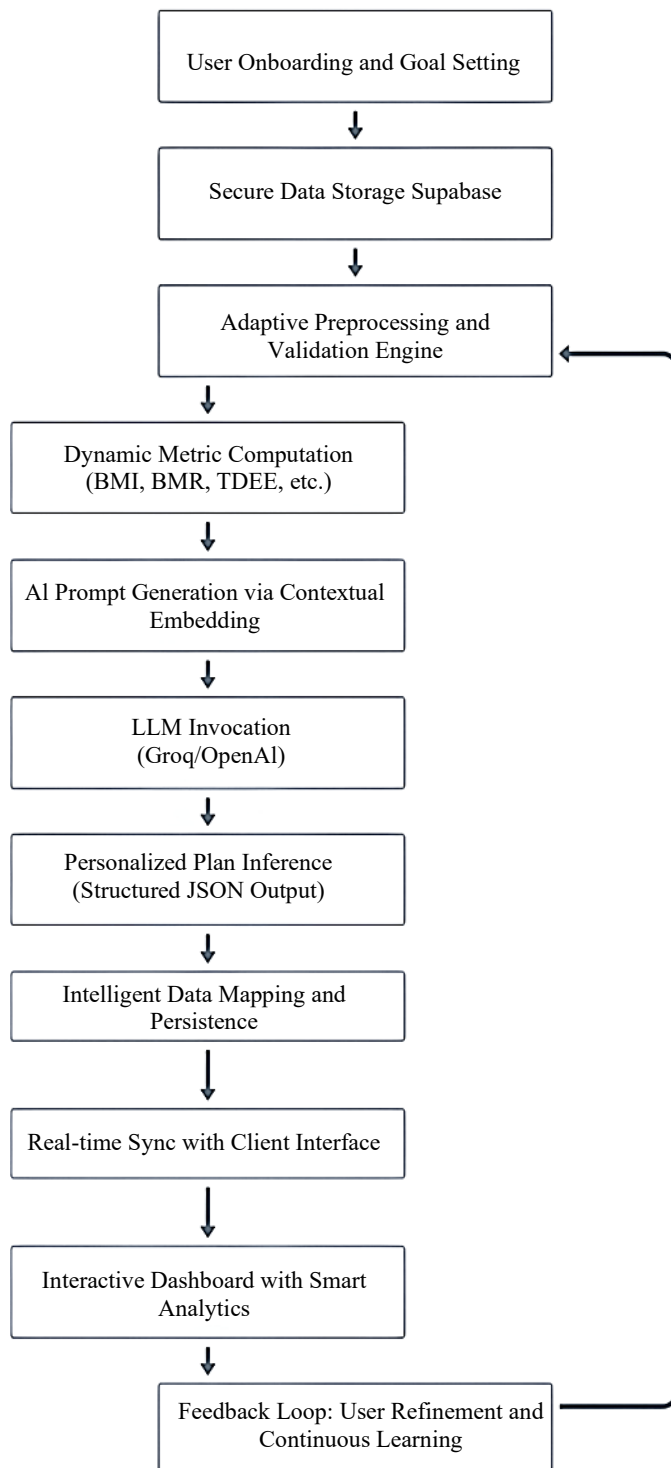 User Onboarding and Goal Setting
Secure Data Storage Supabase
Adaptive Preprocessing and
Validation Engine
Dynamic Metric Computation
(BMI, BMR, TDEE, etc.)
AI Prompt Generation via Contextual
Embedding
LLM Invocation
(Groq/OpenAI)
Personalized Plan Inference
(Structured JSON Output)
Intelligent Data Mapping and
Persistence
Real-time Sync with Client Interface
Interactive Dashboard with Smart
Analytics
Feedback Loop: User Refinement and
Continuous Learning